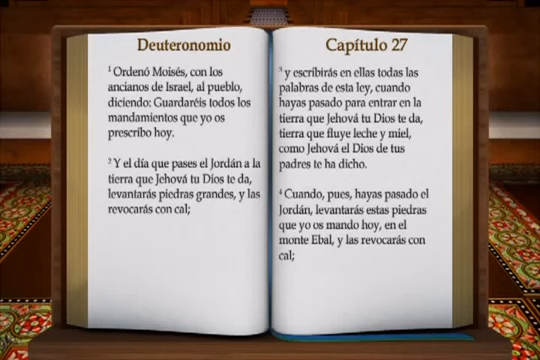 Deuteronomio
¹ Ordenó Moisés, con los
ancianos de Israel, al pueblo,
diciendo: Guardaréis todos los
mandamientos que yo os
prescribo hoy.
² Y el día que pases el Jordán a la
tierra que Jehová tu Dios te da,
levantarás piedras grandes, y las
revocarás con cal;
Capítulo 27
³ y escribirás en ellas todas las
palabras de esta ley, cuando
hayas pasado para entrar en la
tierra que Jehová tu Dios te da,
tierra que fluye leche y miel,
como Jehová el Dios de tus
padres te ha dicho.
⁴ Cuando, pues, hayas pasado el
Jordán, levantarás estas piedras
que yo os mando hoy, en el
monte Ebal, y las revocarás con
cal;